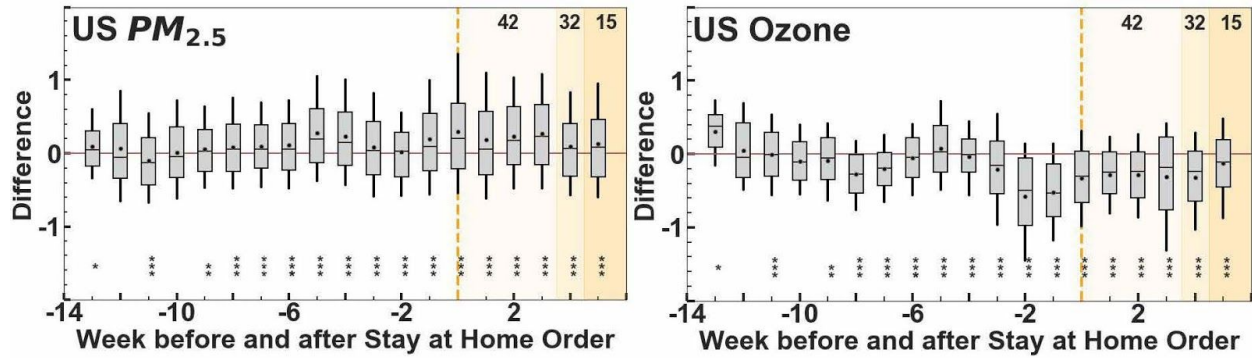 US PM2.5
42 32 15
Difference
1
0
-1
* *** * *** *** *** *** *** *** *** *** *** *** *** *** *** *** ***
-14 -10 -6 -2 2
Week before and after Stay at Home Order
US Ozone
42 32 15
Difference
1
0
-1
* *** * *** *** *** *** *** *** *** *** *** *** *** *** *** *** ***
-14 -10 -6 -2 2
Week before and after Stay at Home Order